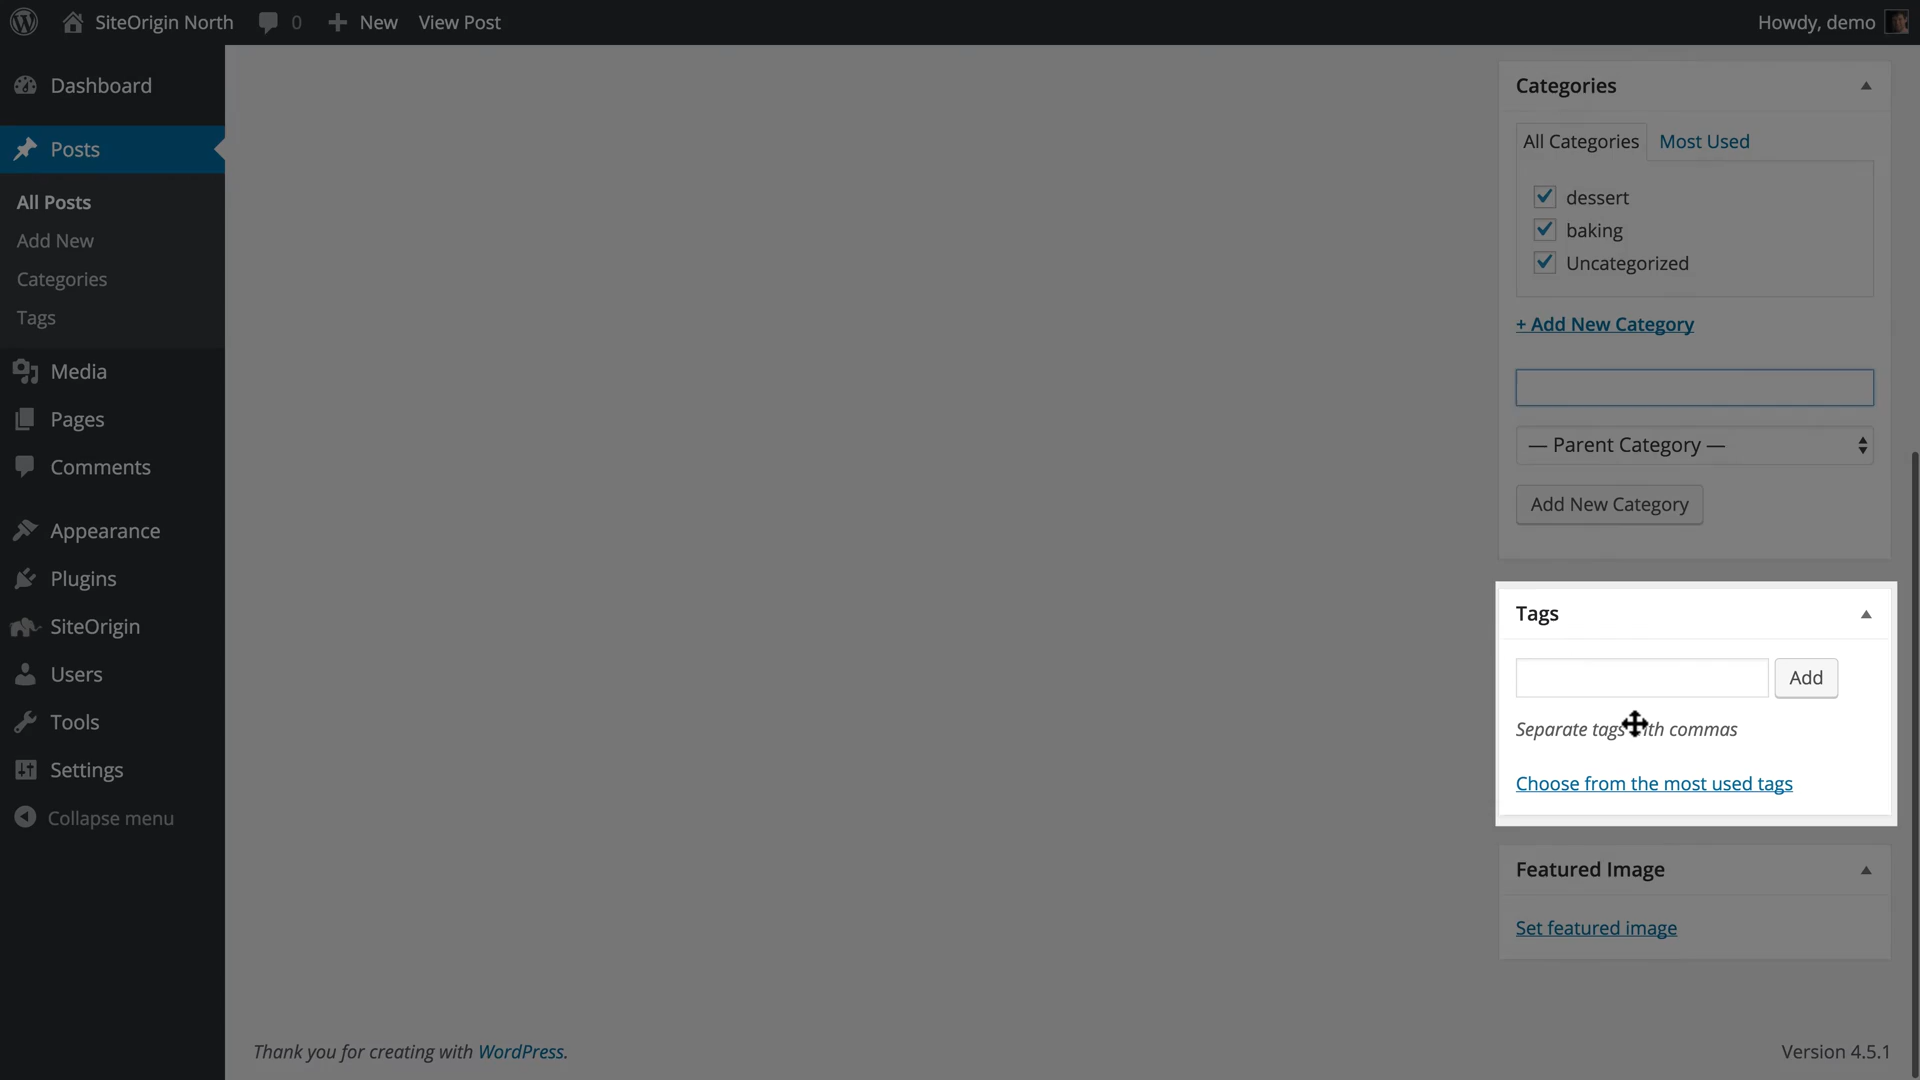 SiteOrigin North 0 New View Post Howdy, demo
Dashboard
Posts
All Posts
Add New
Categories
Tags
Media
Pages
Comments
Appearance
Plugins
SiteOrigin
Users
Tools
Settings
Collapse menu
Categories
All Categories Most Used
dessert
baking
Uncategorized
+ Add New Category
— Parent Category —
Add New Category
Tags
Add
Separate tags with commas
Choose from the most used tags
Featured Image
Set featured image
Thank you for creating with WordPress.
Version 4.5.1